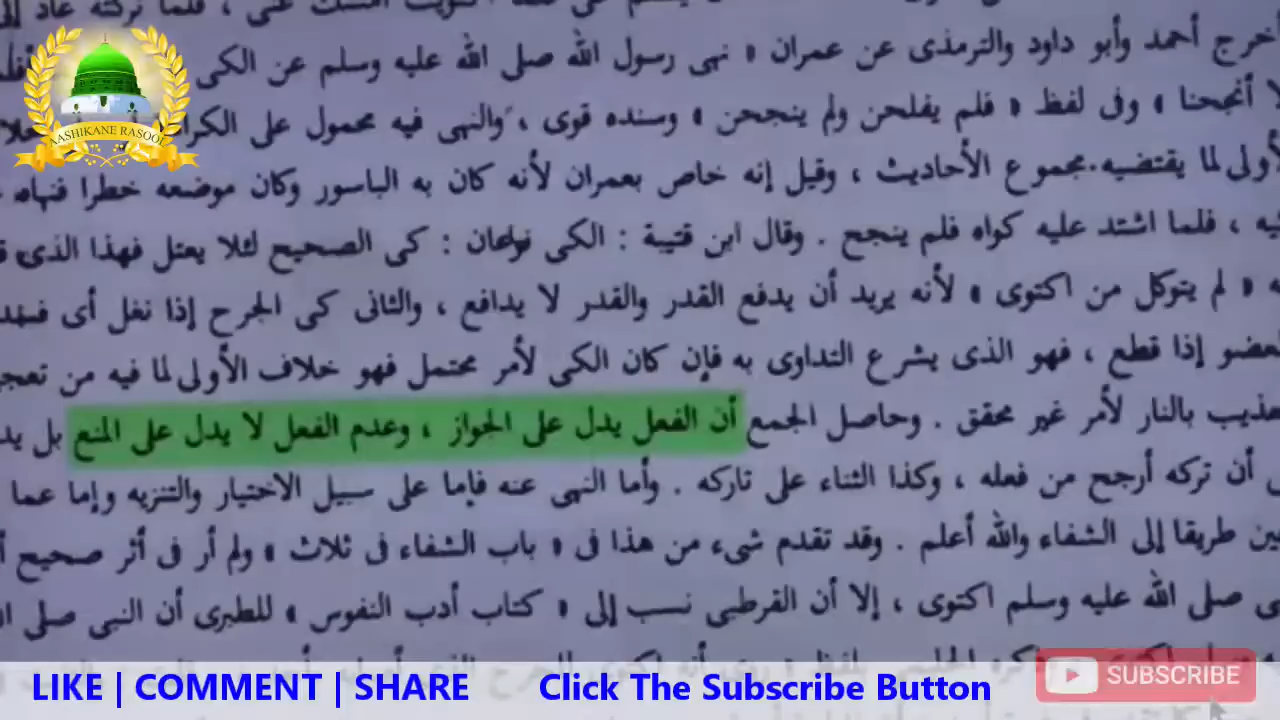 فلما تركته عاد إلى
أخرج أحمد وأبو داود والترمذى عن عمران « نهى رسول الله صلى الله عليه وسلم عن الكى
لا أنجحنا » وفى لفظ « فلم يفلحن ولم ينجحن » وسنده قوى ، والنهى فيه محمول على
لما يقتضيه مجموع الأحاديث ، وقيل إنه خاص بعمران لأنه كان به الباسور وكان موضعه خطرا فنهاه
، فلما اشتد عليه كواه فلم ينجح . وقال ابن قتيبة : الكى نوعان : كى الصحيح لئلا يعتل فهذا الذى
« لم يتوكل من اكتوى » لأنه يريد أن يدفع القدر والقدر لا يدافع ، والثانى كى الجرح إذا نغل أى
إذا قطع ، فهو الذى يشرع التداوى به فإن كان الكى لأمر محتمل فهو خلاف الأولى لما فيه من
بالنار لأمر غير محقق . وحاصل الجمع أن الفعل يدل على الجواز ، وعدم الفعل لا يدل على المنع بل
أن تركه أرجح من فعله ، وكذا الثناء على تاركه . وأما النهى عنه فإما على سبيل الاختيار والتنزيه وإما عما
طريقا إلى الشفاء والله أعلم . وقد تقدم شىء من هذا فى « باب الشفاء فى ثلاث » ولم أر فى أثر صحيح
صلى الله عليه وسلم اكتوى ، إلا أن القرطبى نسب إلى « كتاب أدب النفوس » للطبرى أن النبى صلى
AASHIKANE RASOOL
LIKE | COMMENT | SHARE Click The Subscribe Button
SUBSCRIBE